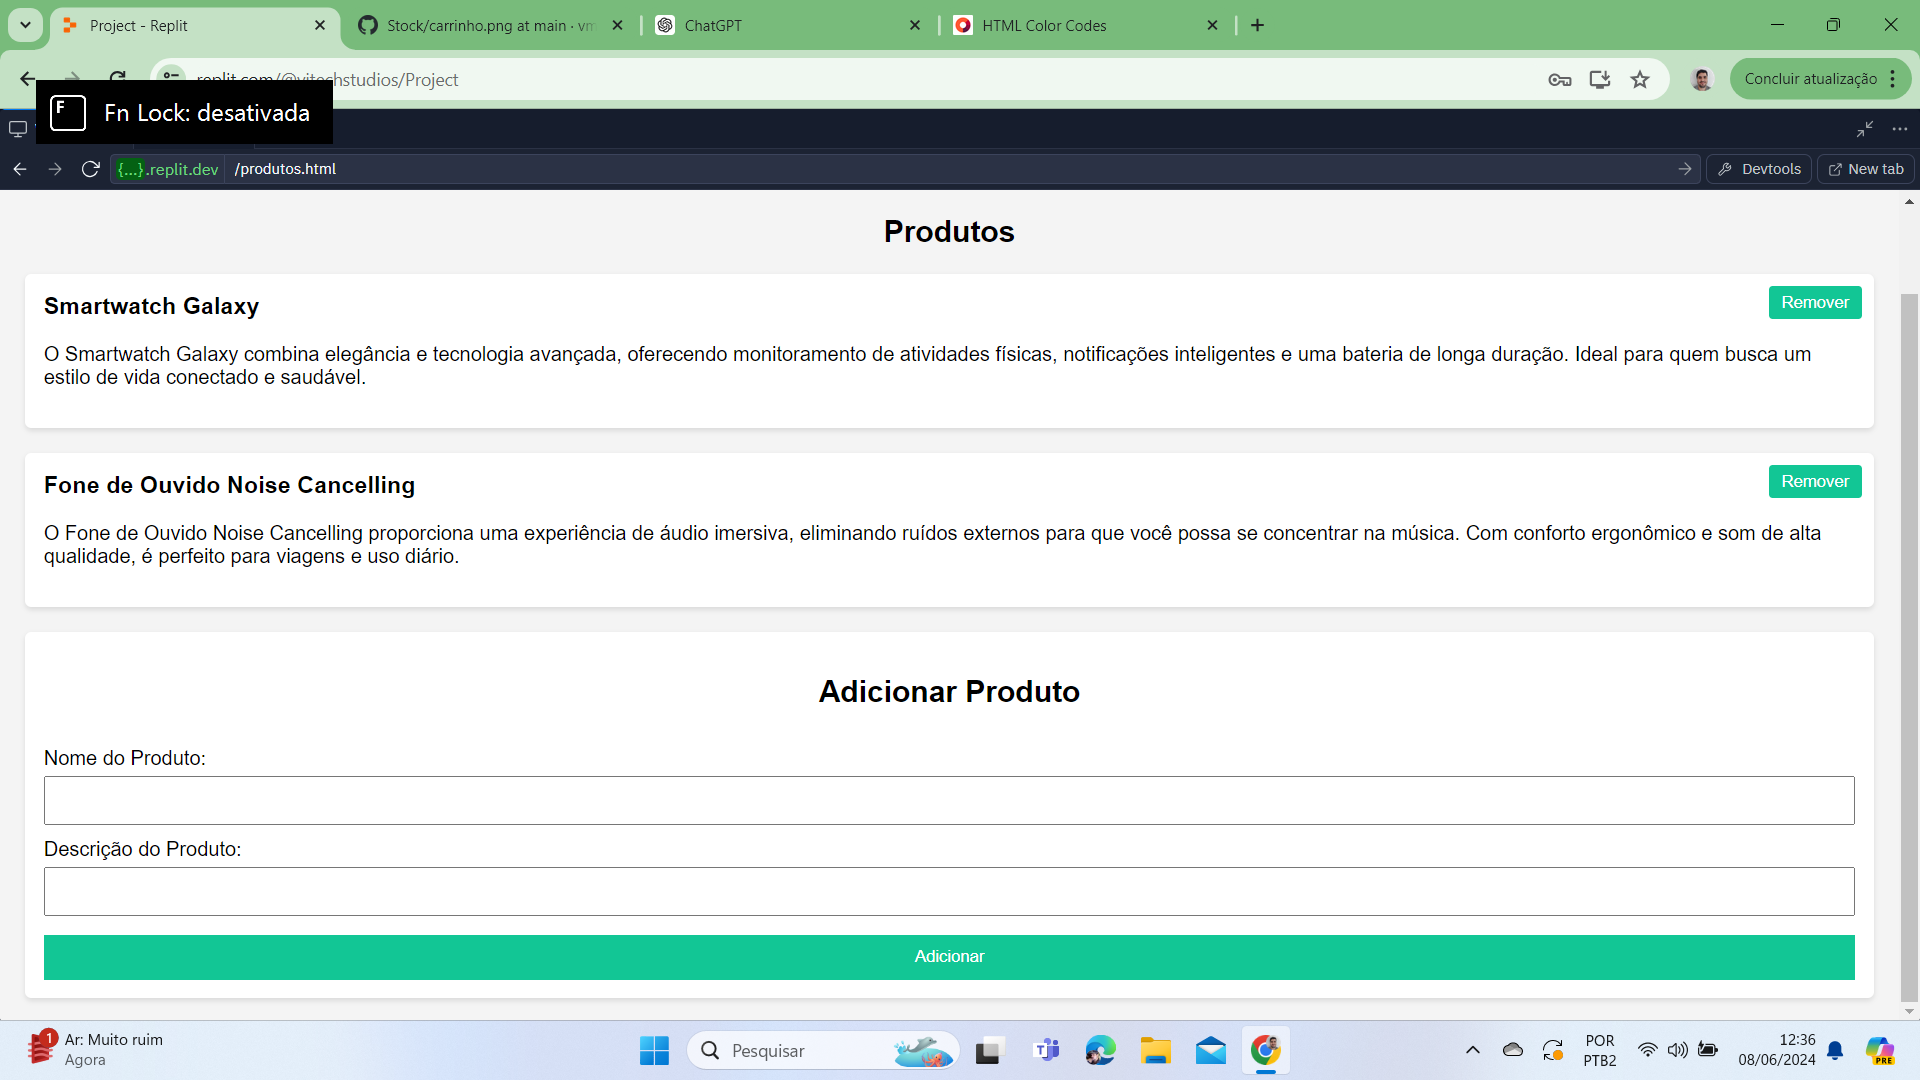 Project - Replit
Stock/carrinho.png at main · vm
ChatGPT
HTML Color Codes
replit.com/@vitechstudios/Project
Concluir atualização
F
Fn Lock: desativada
{...}.replit.dev
/produtos.html
Devtools
New tab
Produtos
Smartwatch Galaxy
Remover
O Smartwatch Galaxy combina elegância e tecnologia avançada, oferecendo monitoramento de atividades físicas, notificações inteligentes e uma bateria de longa duração. Ideal para quem busca um
estilo de vida conectado e saudável.
Fone de Ouvido Noise Cancelling
Remover
O Fone de Ouvido Noise Cancelling proporciona uma experiência de áudio imersiva, eliminando ruídos externos para que você possa se concentrar na música. Com conforto ergonômico e som de alta
qualidade, é perfeito para viagens e uso diário.
Adicionar Produto
Nome do Produto:
Descrição do Produto:
Adicionar
1
Ar: Muito ruim
Agora
Pesquisar
POR
PTB2
12:36
08/06/2024
PRE